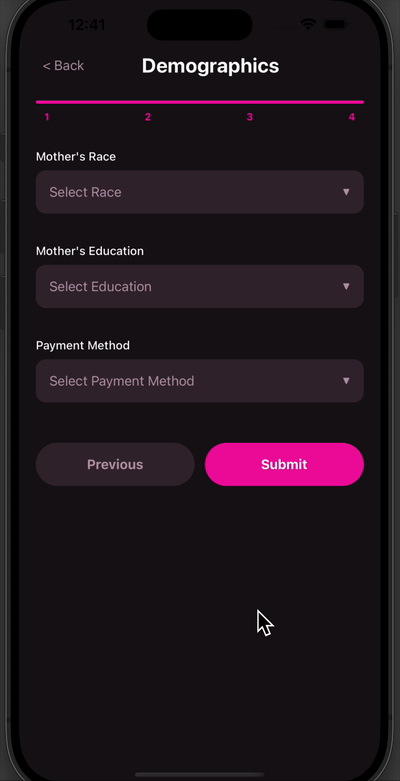 12:41
< Back
Demographics
1 2 3 4
Mother's Race
Select Race ▼
Mother's Education
Select Education ▼
Payment Method
Select Payment Method ▼
Previous
Submit